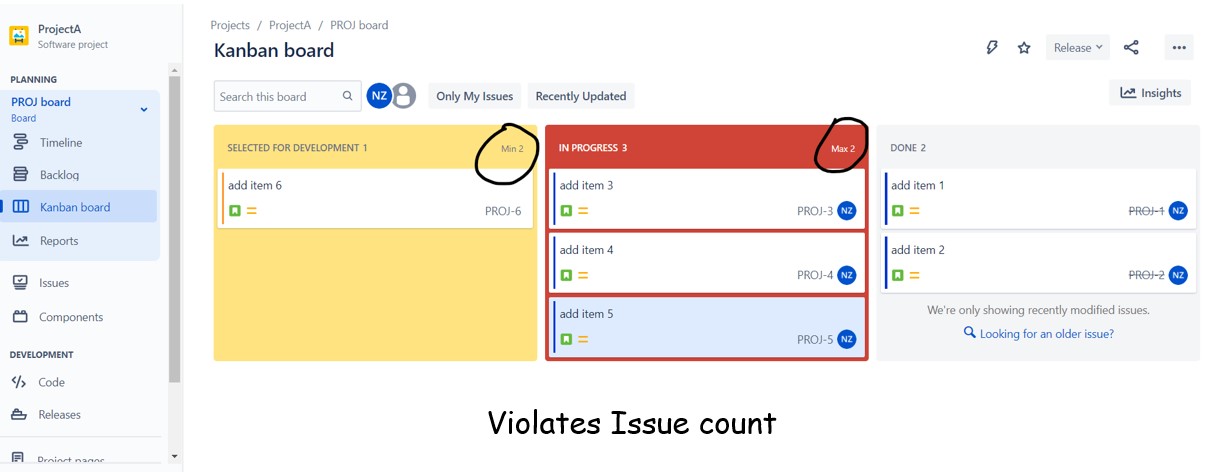 ProjectA
Software project
PLANNING
PROJ board
Board
Timeline
Backlog
Kanban board
Reports
Issues
Components
DEVELOPMENT
Code
Releases
Project pages
Projects / ProjectA / PROJ board
Kanban board
Release
Search this board
NZ
Only My Issues
Recently Updated
Insights
SELECTED FOR DEVELOPMENT 1
Min 2
add item 6
PROJ-6
IN PROGRESS 3
Max 2
add item 3
PROJ-3 NZ
add item 4
PROJ-4 NZ
add item 5
PROJ-5 NZ
DONE 2
add item 1
PROJ-1 NZ
add item 2
PROJ-2 NZ
We're only showing recently modified issues.
Looking for an older issue?
Violates Issue count